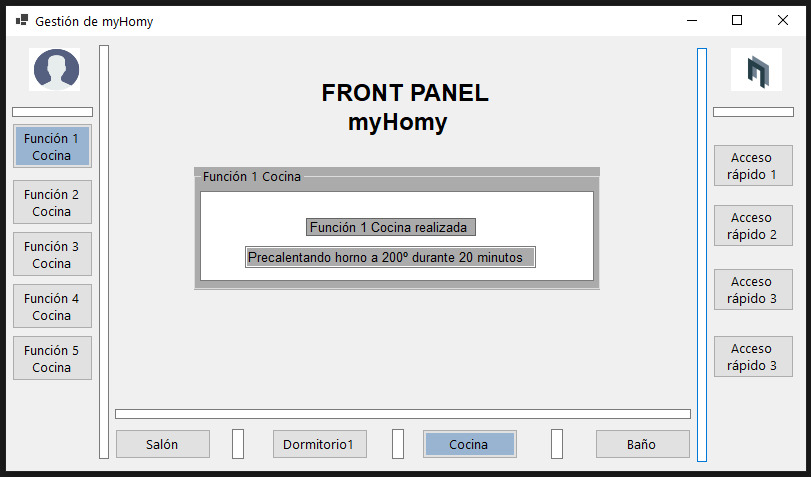 Gestión de myHomy
FRONT PANEL
myHomy
Función 1
Cocina
Función 2
Cocina
Función 3
Cocina
Función 4
Cocina
Función 5
Cocina
Función 1 Cocina
Función 1 Cocina realizada
Precalentando horno a 200º durante 20 minutos
Acceso
rápido 1
Acceso
rápido 2
Acceso
rápido 3
Acceso
rápido 3
Salón
Dormitorio1
Cocina
Baño